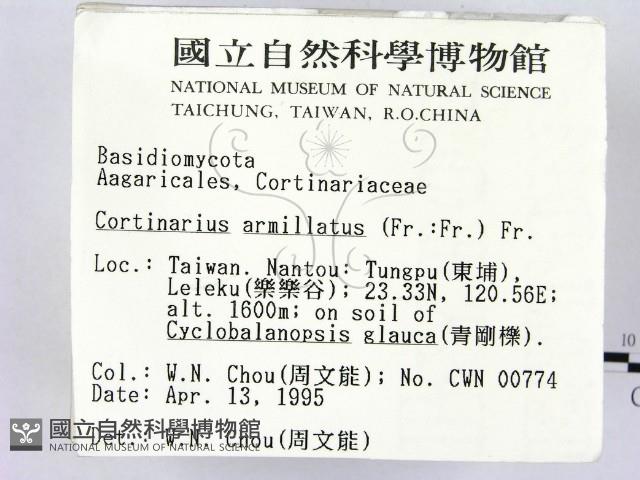 國立自然科學博物館
NATIONAL MUSEUM OF NATURAL SCIENCE
TAICHUNG, TAIWAN, R.O.CHINA
Basidiomycota
Aagaricales, Cortinariaceae
Cortinarius armillatus (Fr.:Fr.) Fr.
Loc.: Taiwan. Nantou: Tungpu(東埔),
Leleku(樂樂谷); 23.33N, 120.56E;
alt. 1600m; on soil of
Cyclobalanopsis glauca(青剛櫟).
Col.: W.N. Chou(周文能); No. CWN 00774
Date: Apr. 13, 1995
Det.: W.N. Chou(周文能)
國立自然科學博物館
NATIONAL MUSEUM OF NATURAL SCIENCE
10